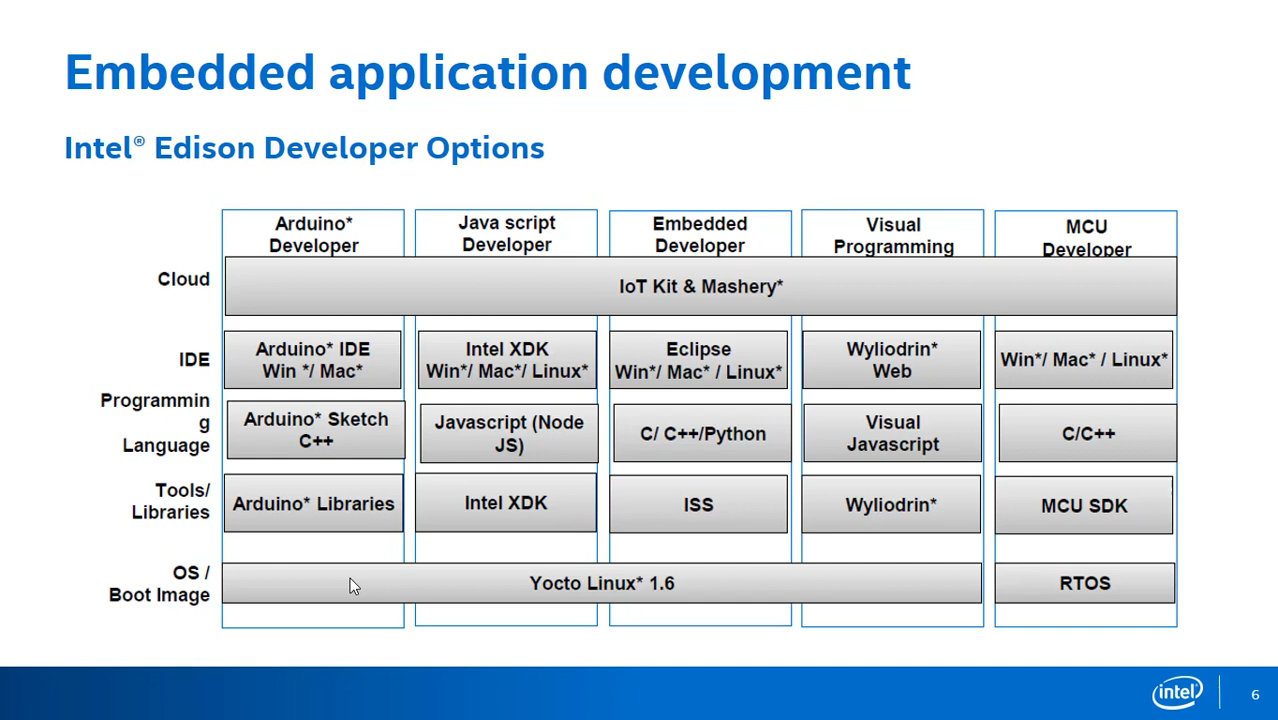 Embedded application development
Intel® Edison Developer Options
Arduino*
Developer
Java script
Developer
Embedded
Developer
Visual
Programming
MCU
Developer
Cloud
IoT Kit & Mashery*
IDE
Arduino* IDE
Win */ Mac*
Intel XDK
Win*/ Mac*/ Linux*
Eclipse
Win*/ Mac* / Linux*
Wyliodrin*
Web
Win*/ Mac* / Linux*
Programmin
g
Language
Arduino* Sketch
C++
Javascript (Node
JS)
C/ C++/Python
Visual
Javascript
C/C++
Tools/
Libraries
Arduino* Libraries
Intel XDK
ISS
Wyliodrin*
MCU SDK
OS /
Boot Image
Yocto Linux* 1.6
RTOS
intel
6